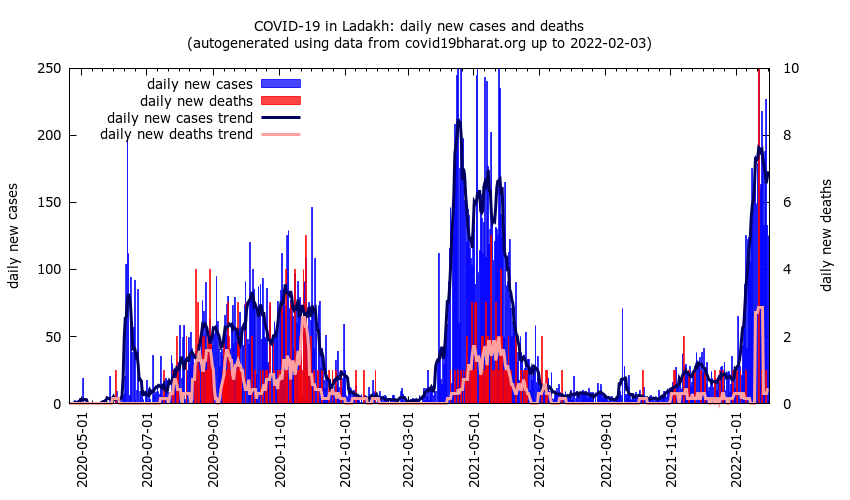 COVID-19 in Ladakh: daily new cases and deaths
(autogenerated using data from covid19bharat.org up to 2022-02-03)
daily new cases
daily new deaths
daily new cases trend
daily new deaths trend
250
200
150
100
50
0
10
8
6
4
2
0
daily new cases
daily new deaths
2020-05-01
2020-07-01
2020-09-01
2020-11-01
2021-01-01
2021-03-01
2021-05-01
2021-07-01
2021-09-01
2021-11-01
2022-01-01